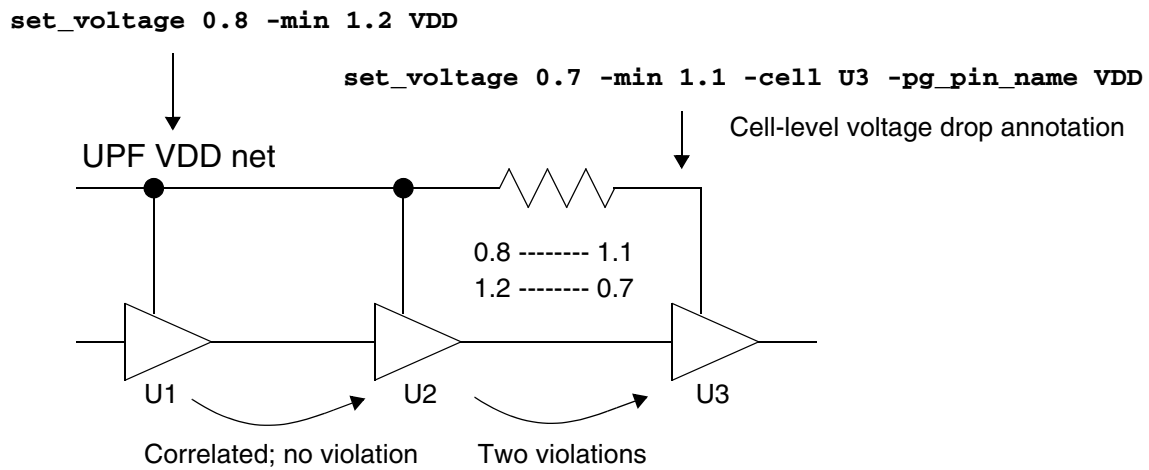 set_voltage 0.8 -min 1.2 VDD
set_voltage 0.7 -min 1.1 -cell U3 -pg_pin_name VDD
Cell-level voltage drop annotation
UPF VDD net
0.8 -------- 1.1
1.2 -------- 0.7
U1
U2
U3
Correlated; no violation
Two violations